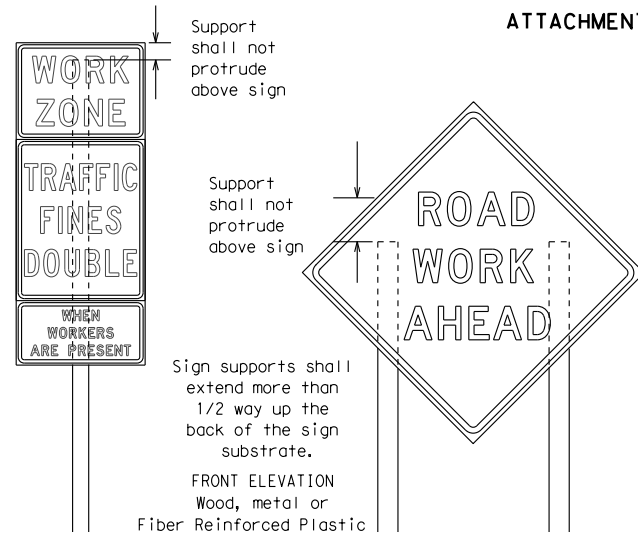 ATTACHMENT
Support
shall not
protrude
above sign
WORK
ZONE
TRAFFIC
FINES
DOUBLE
WHEN
WORKERS
ARE PRESENT
Support
shall not
protrude
above sign
ROAD
WORK
AHEAD
Sign supports shall
extend more than
1/2 way up the
back of the sign
substrate.
FRONT ELEVATION
Wood, metal or
Fiber Reinforced Plastic